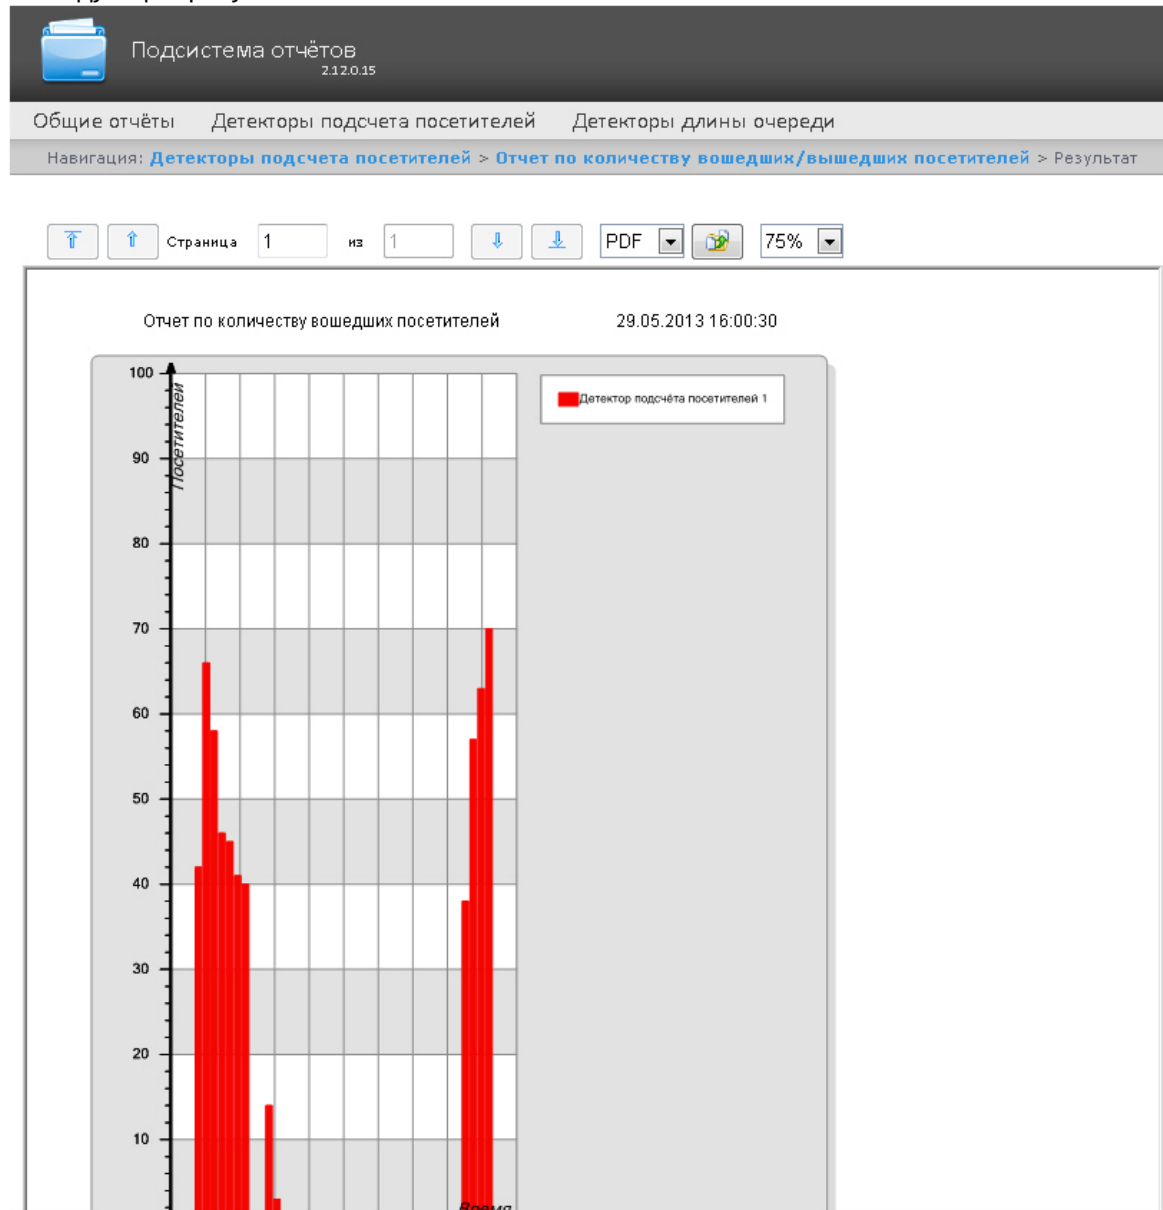 Подсистема отчётов
2.12.0.15
Общие отчёты Детекторы подсчета посетителей Детекторы длины очереди
Навигация: Детекторы подсчета посетителей > Отчет по количеству вошедших/вышедших посетителей > Результат
Страница 1 из 1 PDF 75%
Отчет по количеству вошедших посетителей 29.05.2013 16:00:30
100
Посетителей
Детектор подсчёта посетителей 1
90
80
70
60
50
40
30
20
10
Время